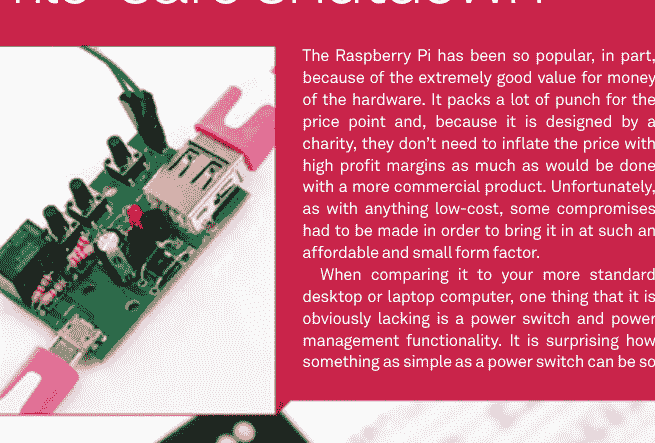 The Raspberry Pi has been so popular, in part,
because of the extremely good value for money
of the hardware. It packs a lot of punch for the
price point and, because it is designed by a
charity, they don't need to inflate the price with
high profit margins as much as would be done
with a more commercial product. Unfortunately,
as with anything low-cost, some compromises
had to be made in order to bring it in at such an
affordable and small form factor.
When comparing it to your more standard
desktop or laptop computer, one thing that it is
obviously lacking is a power switch and power
management functionality. It is surprising how
something as simple as a power switch can be so